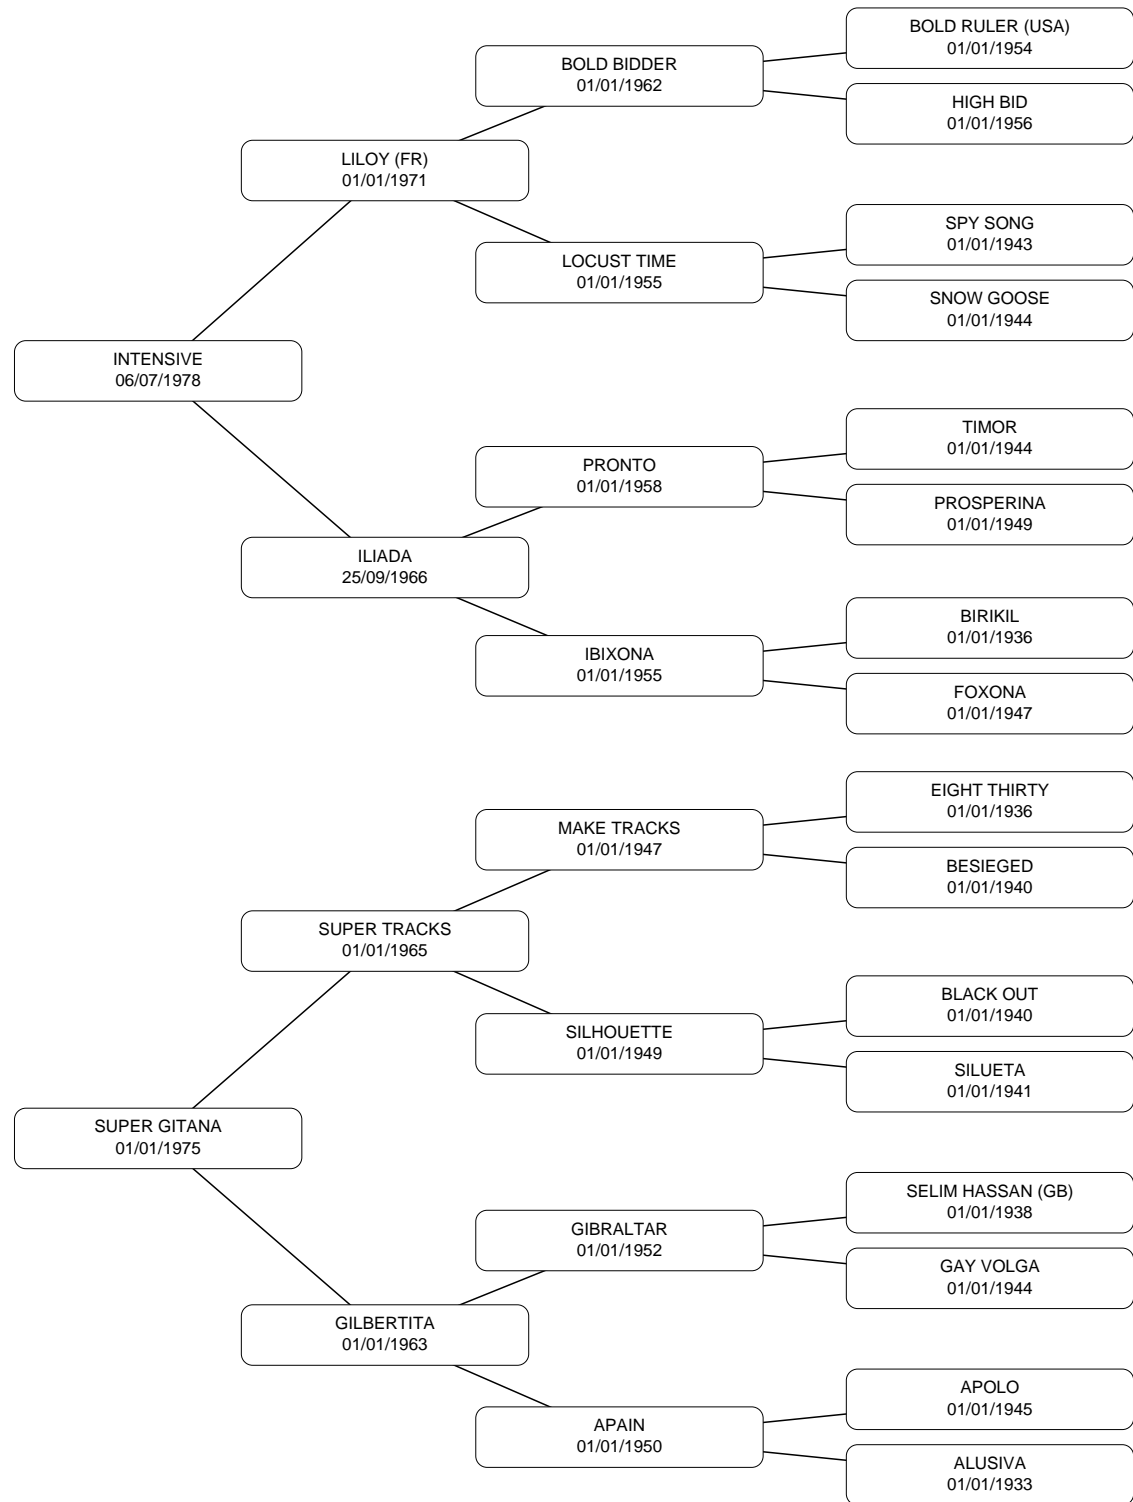 BOLD RULER (USA)
01/01/1954
BOLD BIDDER
01/01/1962
HIGH BID
01/01/1956
LILOY (FR)
01/01/1971
SPY SONG
01/01/1943
LOCUST TIME
01/01/1955
SNOW GOOSE
01/01/1944
INTENSIVE
06/07/1978
TIMOR
01/01/1944
PRONTO
01/01/1958
PROSPERINA
01/01/1949
ILIADA
25/09/1966
BIRIKIL
01/01/1936
IBIXONA
01/01/1955
FOXONA
01/01/1947
EIGHT THIRTY
01/01/1936
MAKE TRACKS
01/01/1947
BESIEGED
01/01/1940
SUPER TRACKS
01/01/1965
BLACK OUT
01/01/1940
SILHOUETTE
01/01/1949
SILUETA
01/01/1941
SUPER GITANA
01/01/1975
SELIM HASSAN (GB)
01/01/1938
GIBRALTAR
01/01/1952
GAY VOLGA
01/01/1944
GILBERTITA
01/01/1963
APOLO
01/01/1945
APAIN
01/01/1950
ALUSIVA
01/01/1933